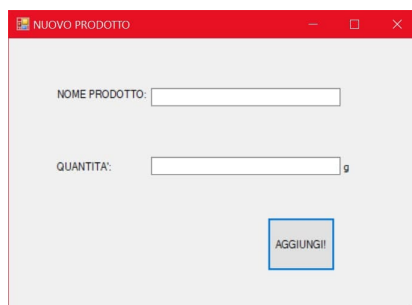 NUOVO PRODOTTO
NOME PRODOTTO:
QUANTITA': g
AGGIUNGI!